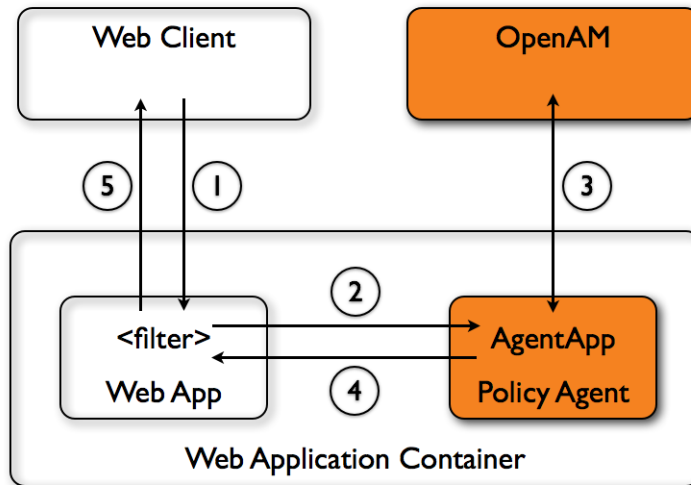 Web Client
OpenAM
5
1
3
2
<filter>
AgentApp
Web App
Policy Agent
4
Web Application Container